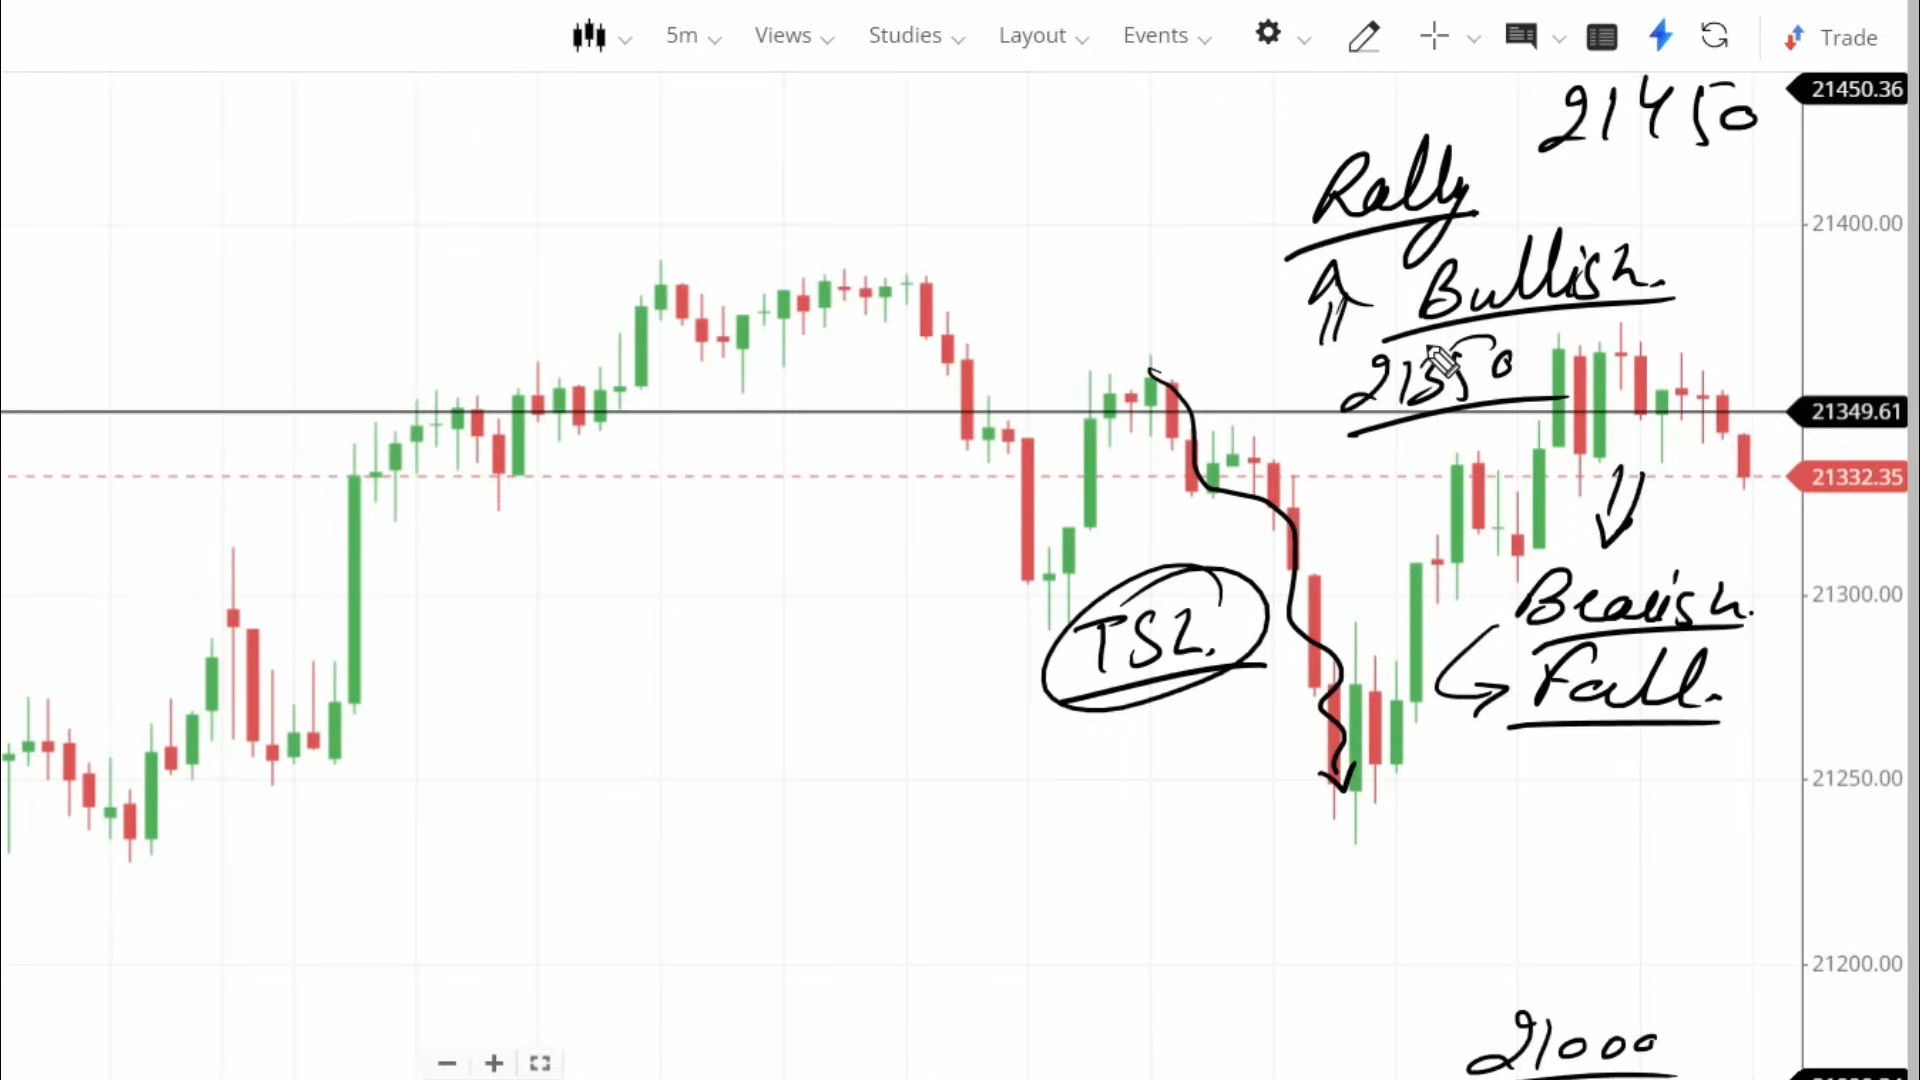 5m Views Studies Layout Events Trade
21450.36
21450
Rally
21400.00
Bullish.
21350
21349.61
21332.35
Bearish.
21300.00
TSL.
Fall.
21250.00
21200.00
21000